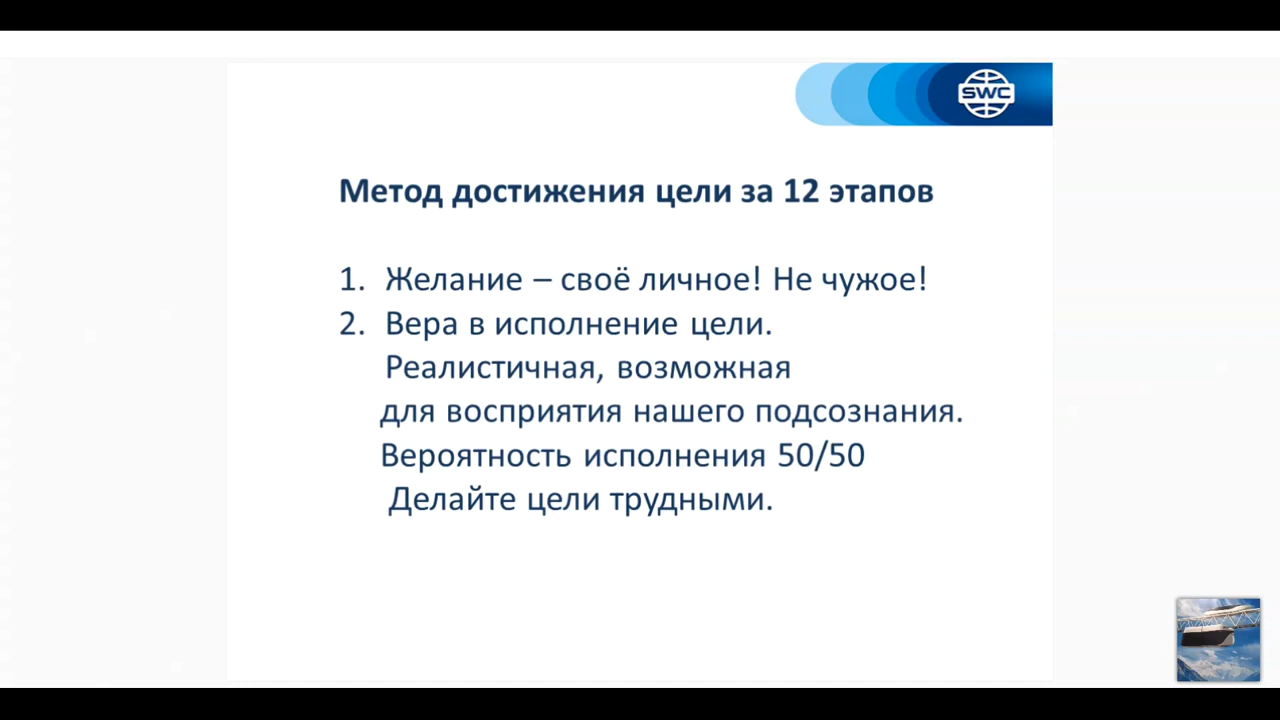 SWC
Метод достижения цели за 12 этапов
1. Желание – своё личное! Не чужое!
2. Вера в исполнение цели.
Реалистичная, возможная
для восприятия нашего подсознания.
Вероятность исполнения 50/50
Делайте цели трудными.